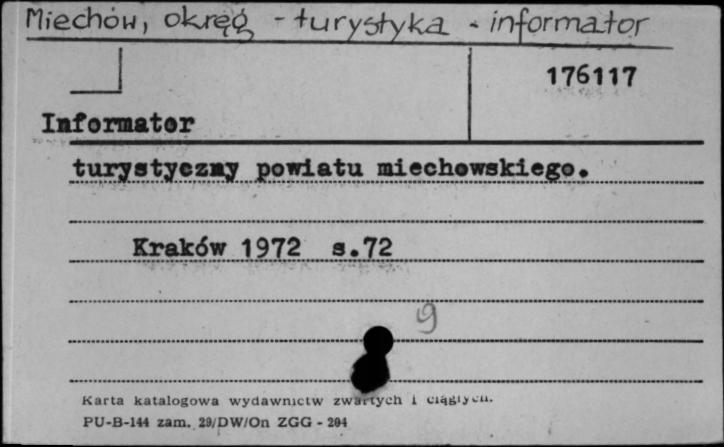 Miechów, okręg - turystyka - informator
176117
Informator
turystyczny powiatu miechowskiego.
Kraków 1972 s.72
9
Karta katalogowa wydawnictw zwartych i ciągłych.
PU-B-144 zam. 29/DW/On ZGG - 204